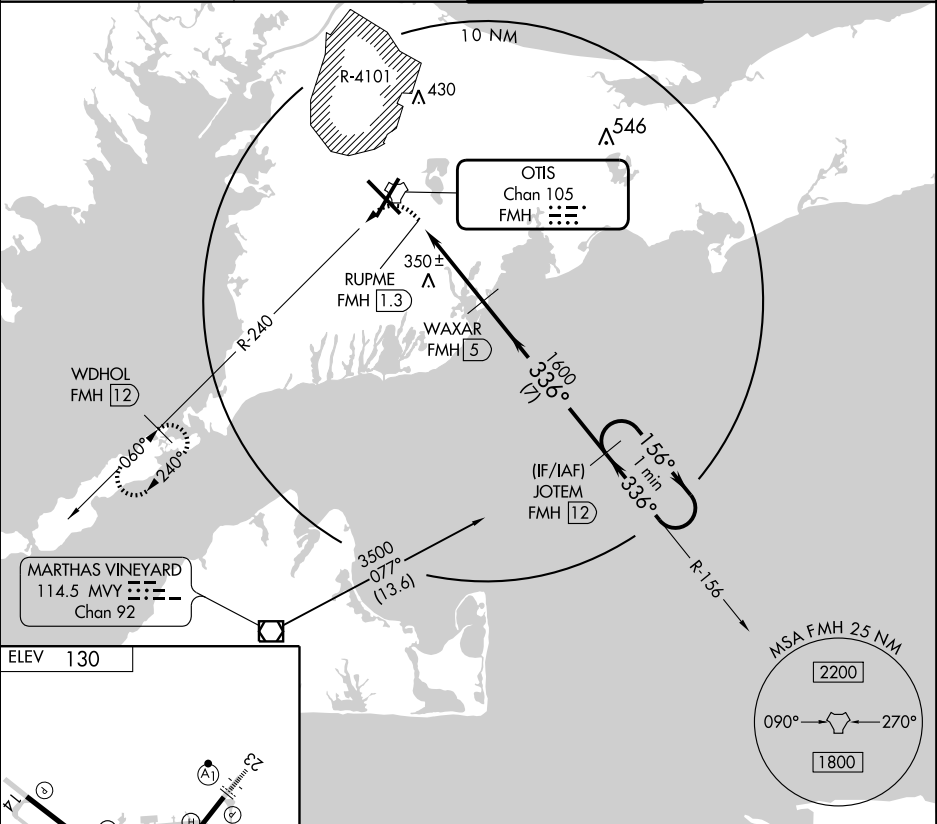 10 NM
R-4101
430
546
OTIS
Chan 105
FMH
350±
RUPME
FMH 1.3
WAXAR
FMH 5
R-240
1600
336°
(7)
WDHOL
FMH 12
060°
240°
156°
1 min
336°
(IF/IAF)
JOTEM
FMH 12
R-156
3500
077°
(13.6)
MARTHAS VINEYARD
114.5 MVY
Chan 92
MSA FMH 25 NM
2200
090°
270°
1800
ELEV 130
A1
23
14
P
P
H